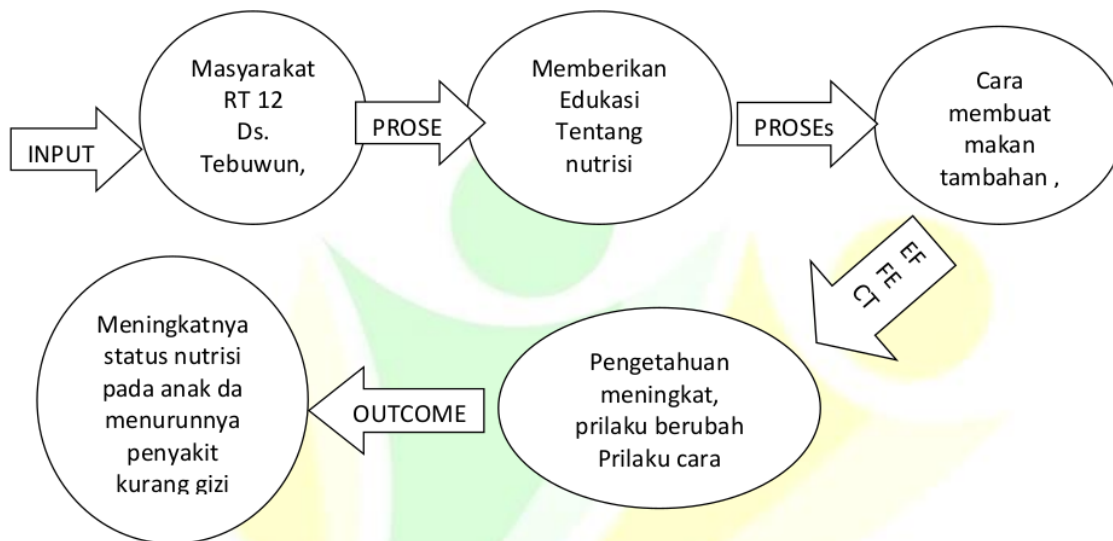 INPUT
Masyarakat
RT 12
Ds.
Tebuwun,
PROSE
Memberikan
Edukasi
Tentang
nutrisi
PROSEs
Cara
membuat
makan
tambahan ,
EF
FE
CT
Pengetahuan
meningkat,
prilaku berubah
Prilaku cara
OUTCOME
Meningkatnya
status nutrisi
pada anak da
menurunnya
penyakit
kurang gizi